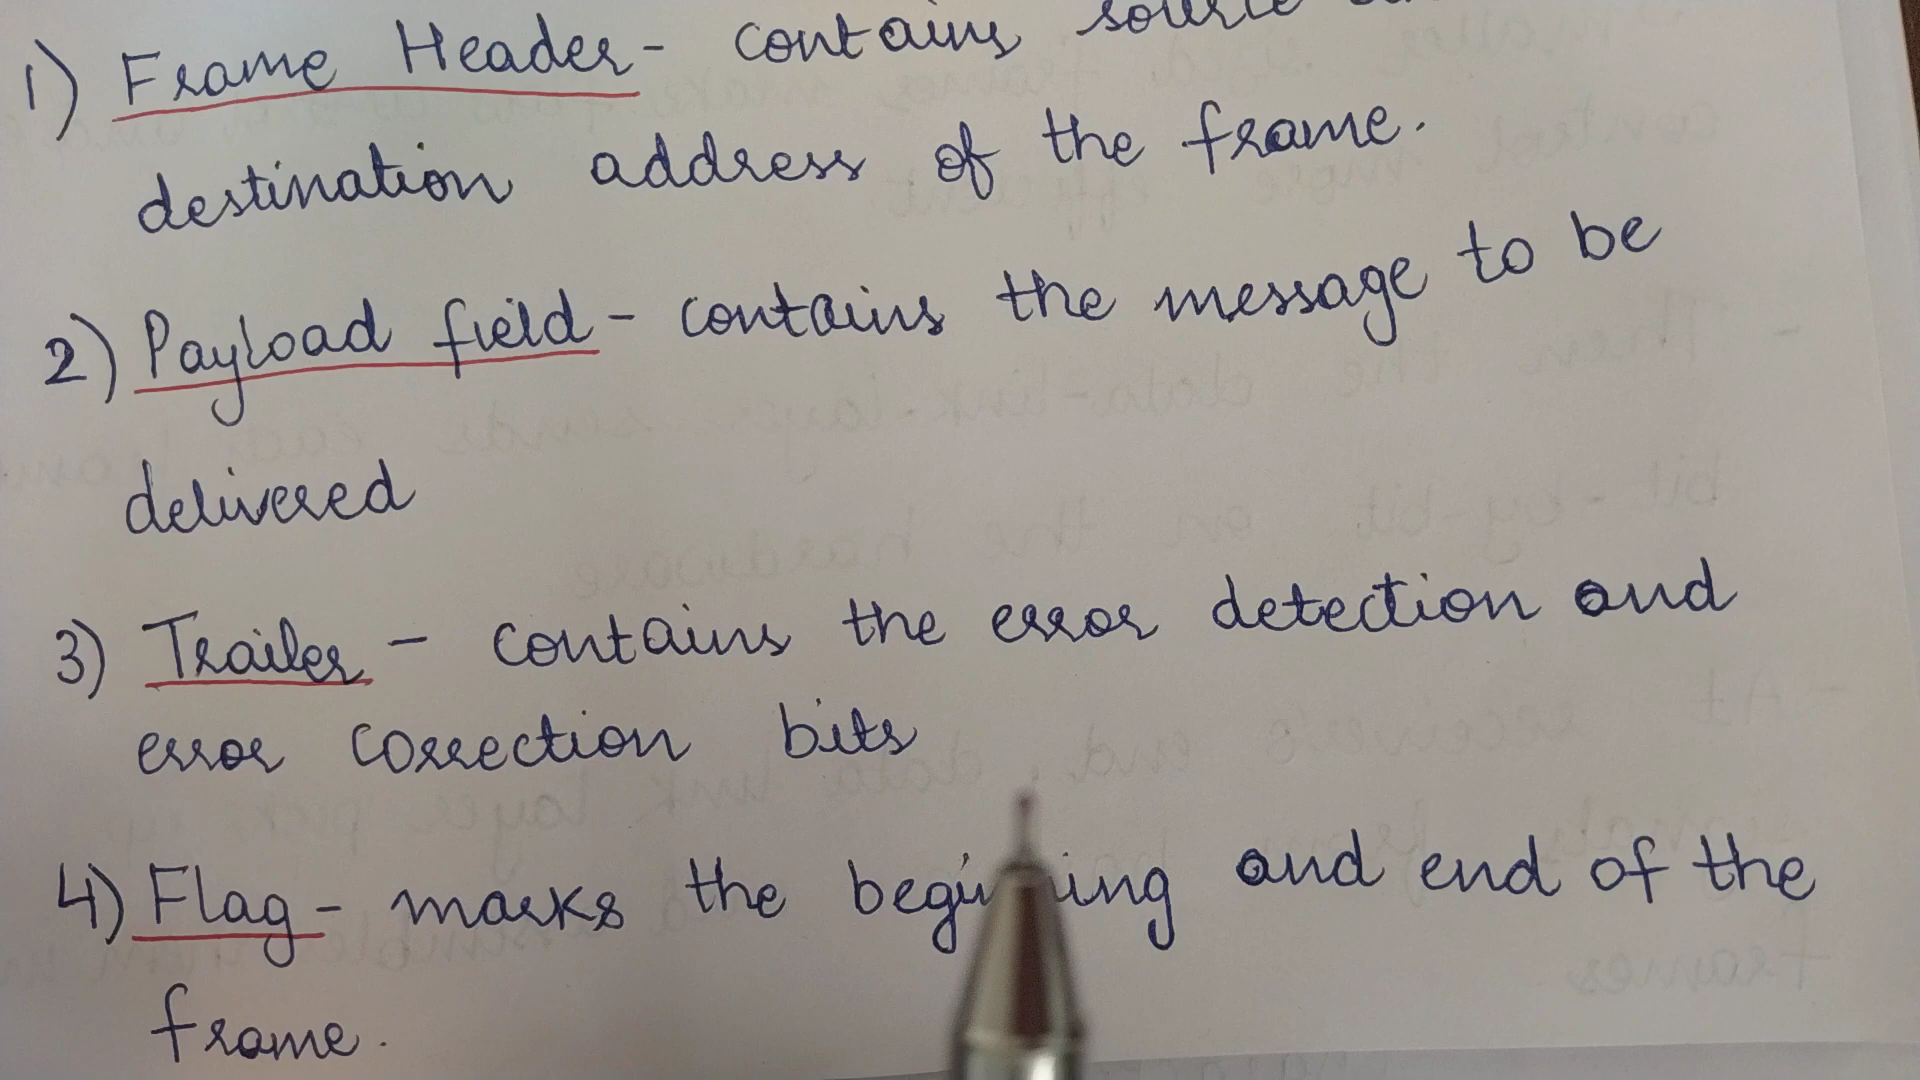 1) Frame Header - contains source
destination address of the frame.
2) Payload field - contains the message to be
delivered
3) Trailer - contains the error detection and
error correction bits
4) Flag - marks the and end of the
frame.